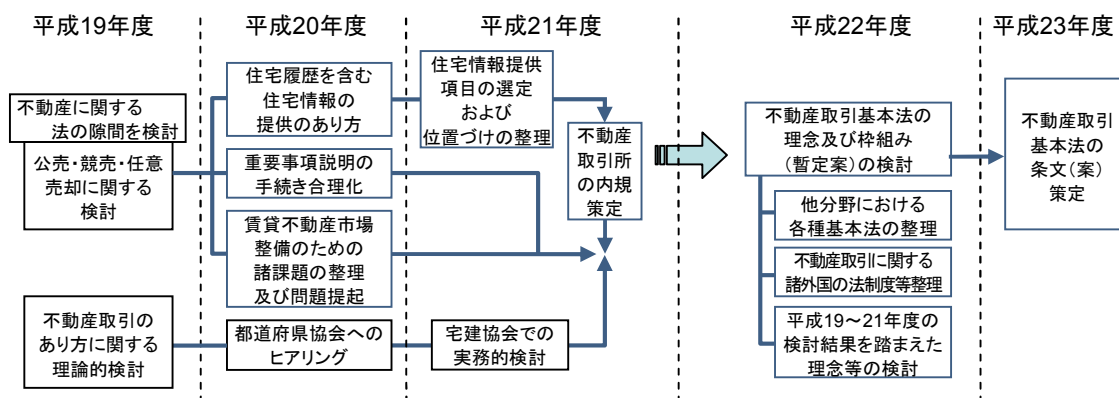 平成19年度
平成20年度
平成21年度
平成22年度
平成23年度
不動産に関する
法の隙間を検討
公売・競売・任意
売却に関する
検討
不動産取引の
あり方に関する
理論的検討
住宅履歴を含む
住宅情報の
提供のあり方
重要事項説明の
手続き合理化
賃貸不動産市場
整備のための
諸課題の整理
及び問題提起
都道府県協会への
ヒアリング
住宅情報提供
項目の選定
および
位置づけの整理
不動産
取引所
の内規
策定
宅建協会での
実務的検討
不動産取引基本法の
理念及び枠組み
（暫定案）の検討
他分野における
各種基本法の整理
不動産取引に関する
諸外国の法制度等整理
平成19～21年度の
検討結果を踏まえた
理念等の検討
不動産取引
基本法の
条文（案）
策定